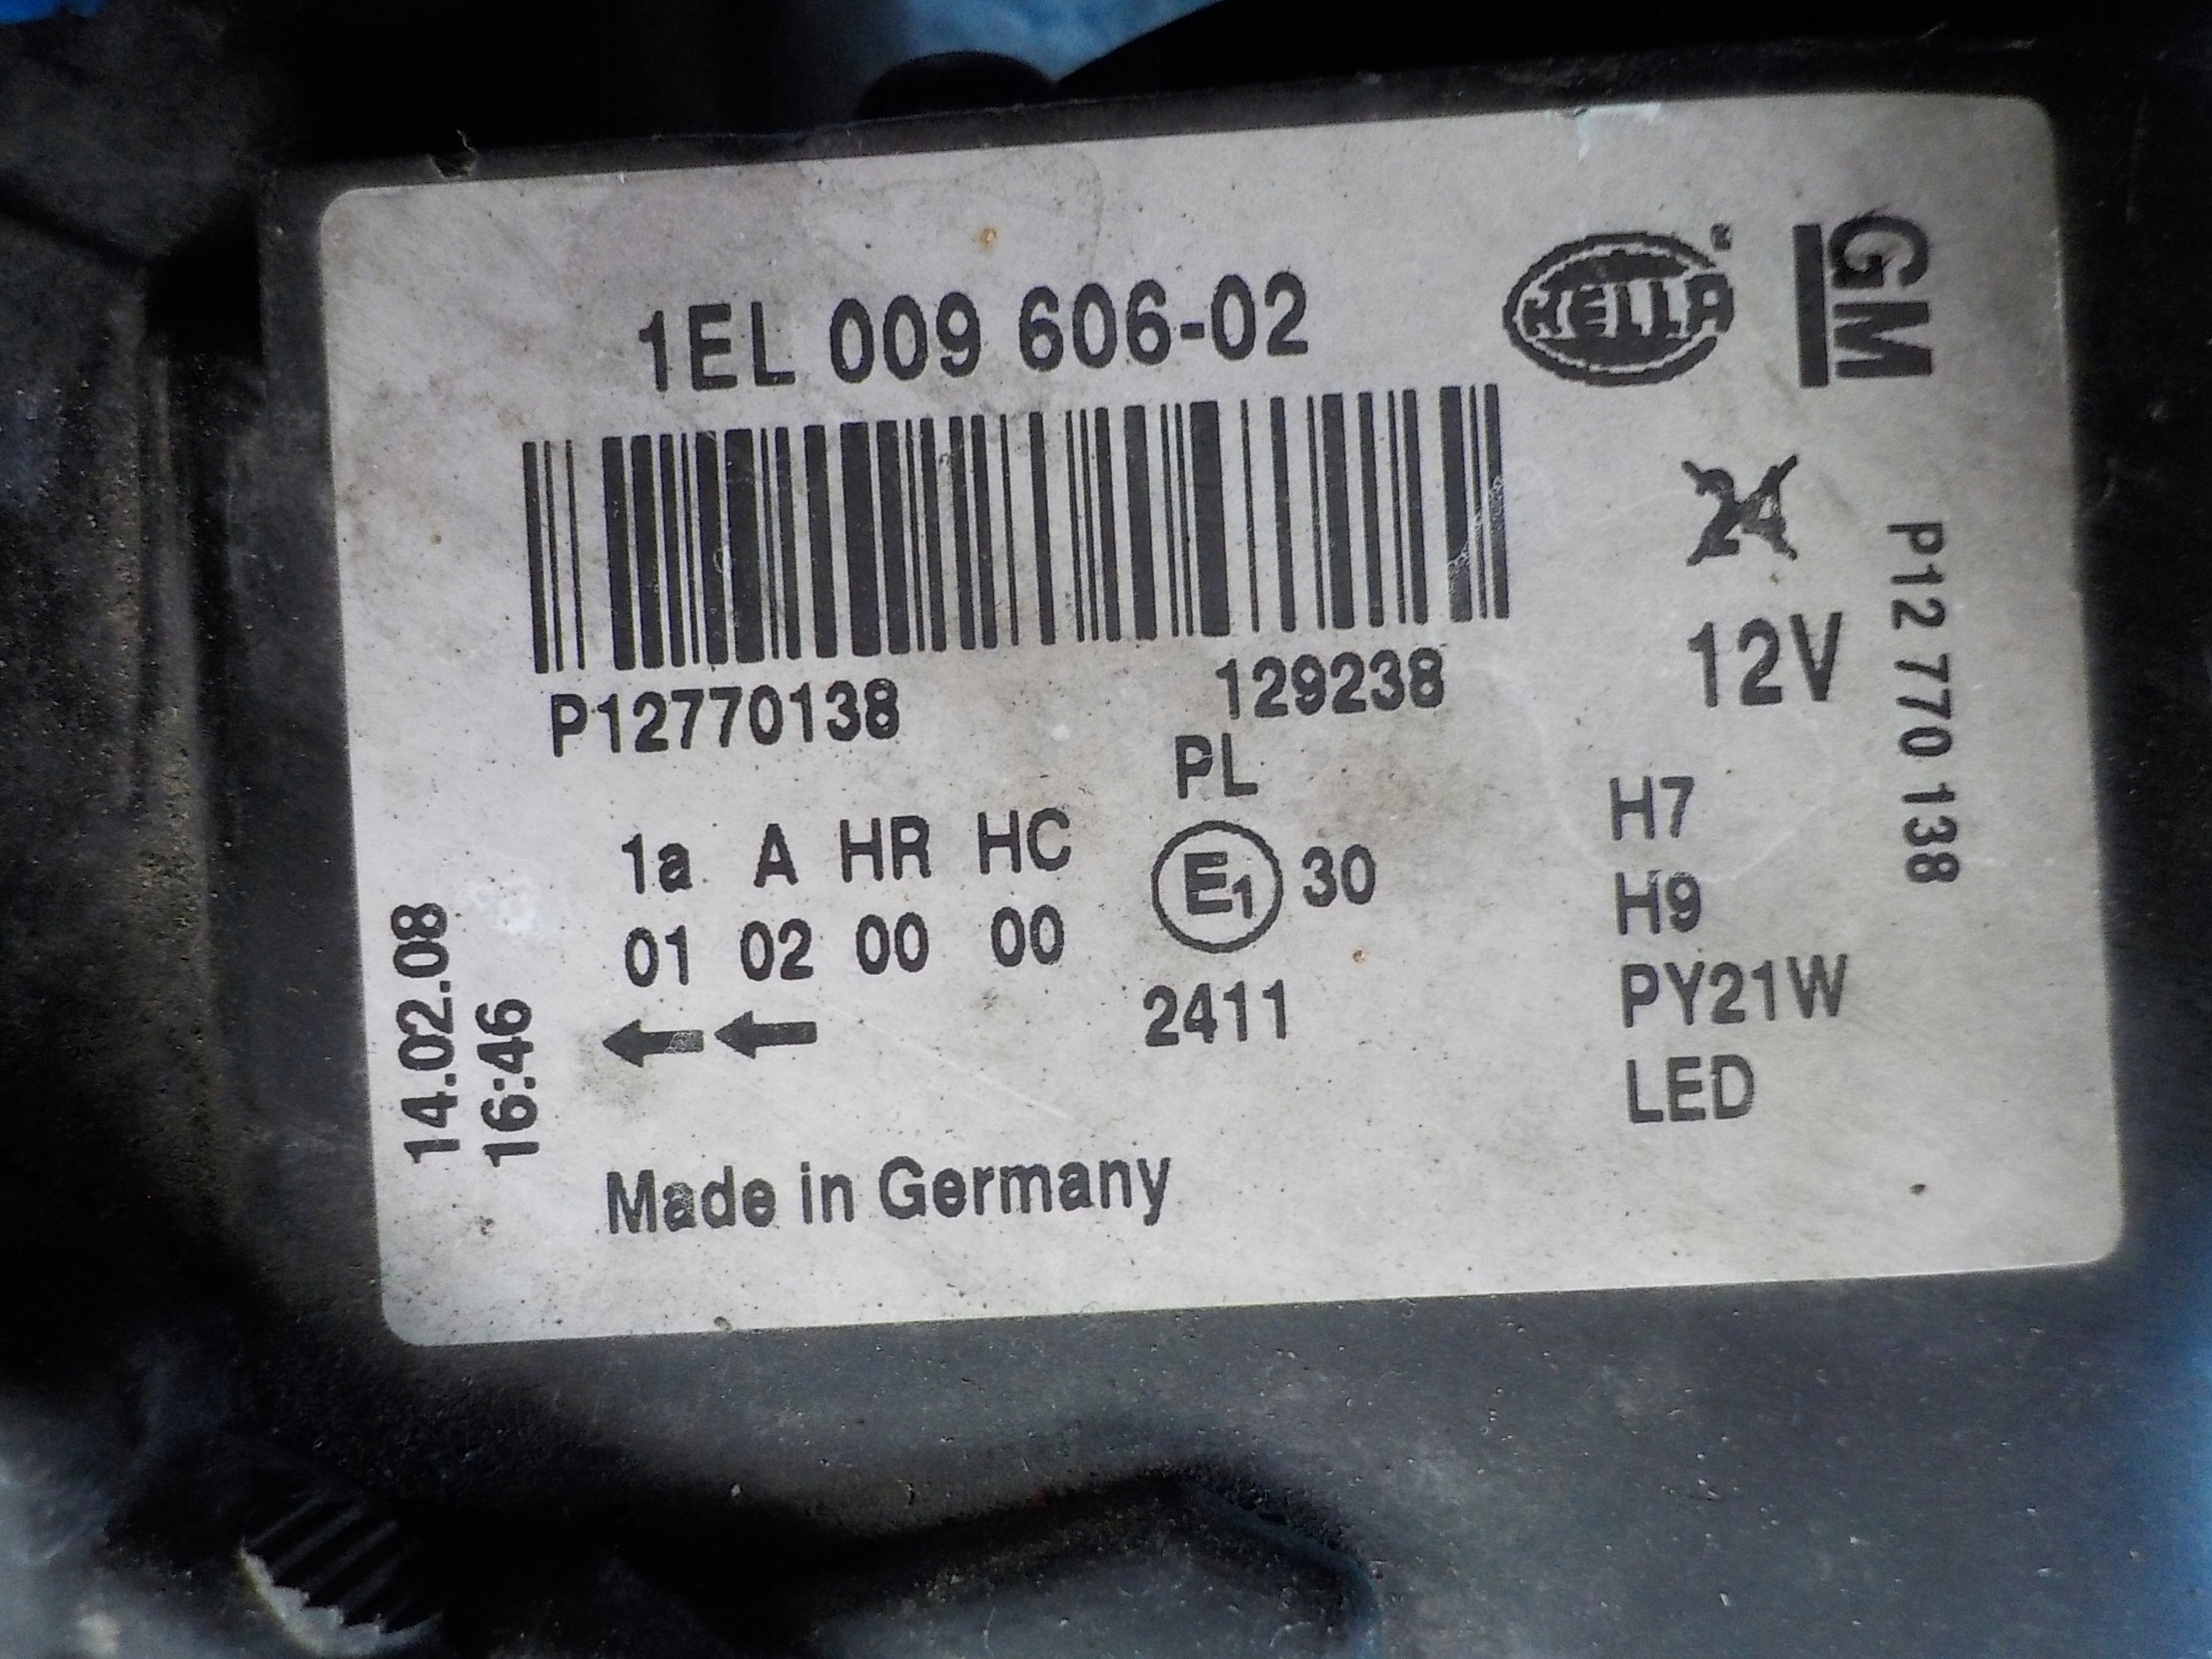 1EL 009 606-02
HELLA
GM
24
12V
P12770138
129238
P12 770 138
PL
1a A HR HC
E1 30
01 02 00 00
2411
H7
H9
PY21W
LED
14.02.08
16:46
Made in Germany